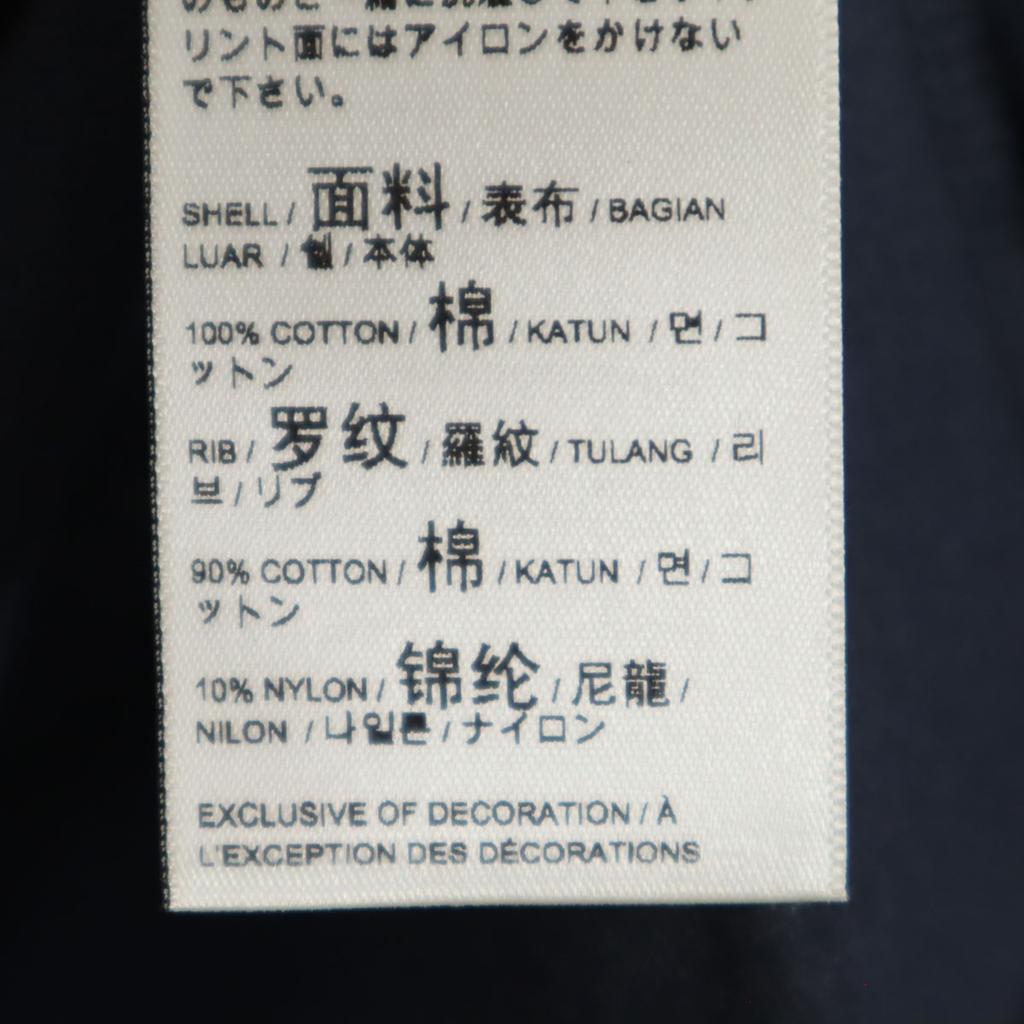 リント面にはアイロンをかけない
で下さい。
SHELL / 面料 / 表布 / BAGIAN
LUAR / 쉘 / 本体
100% COTTON / 棉 / KATUN / 면 / コ
ットン
RIB / 罗纹 / 羅紋 / TULANG / 리
브 / リブ
90% COTTON / 棉 / KATUN / 면 / コ
ットン
10% NYLON / 锦纶 / 尼龍 /
NILON / 나일론 / ナイロン
EXCLUSIVE OF DECORATION / À
L'EXCEPTION DES DÉCORATIONS